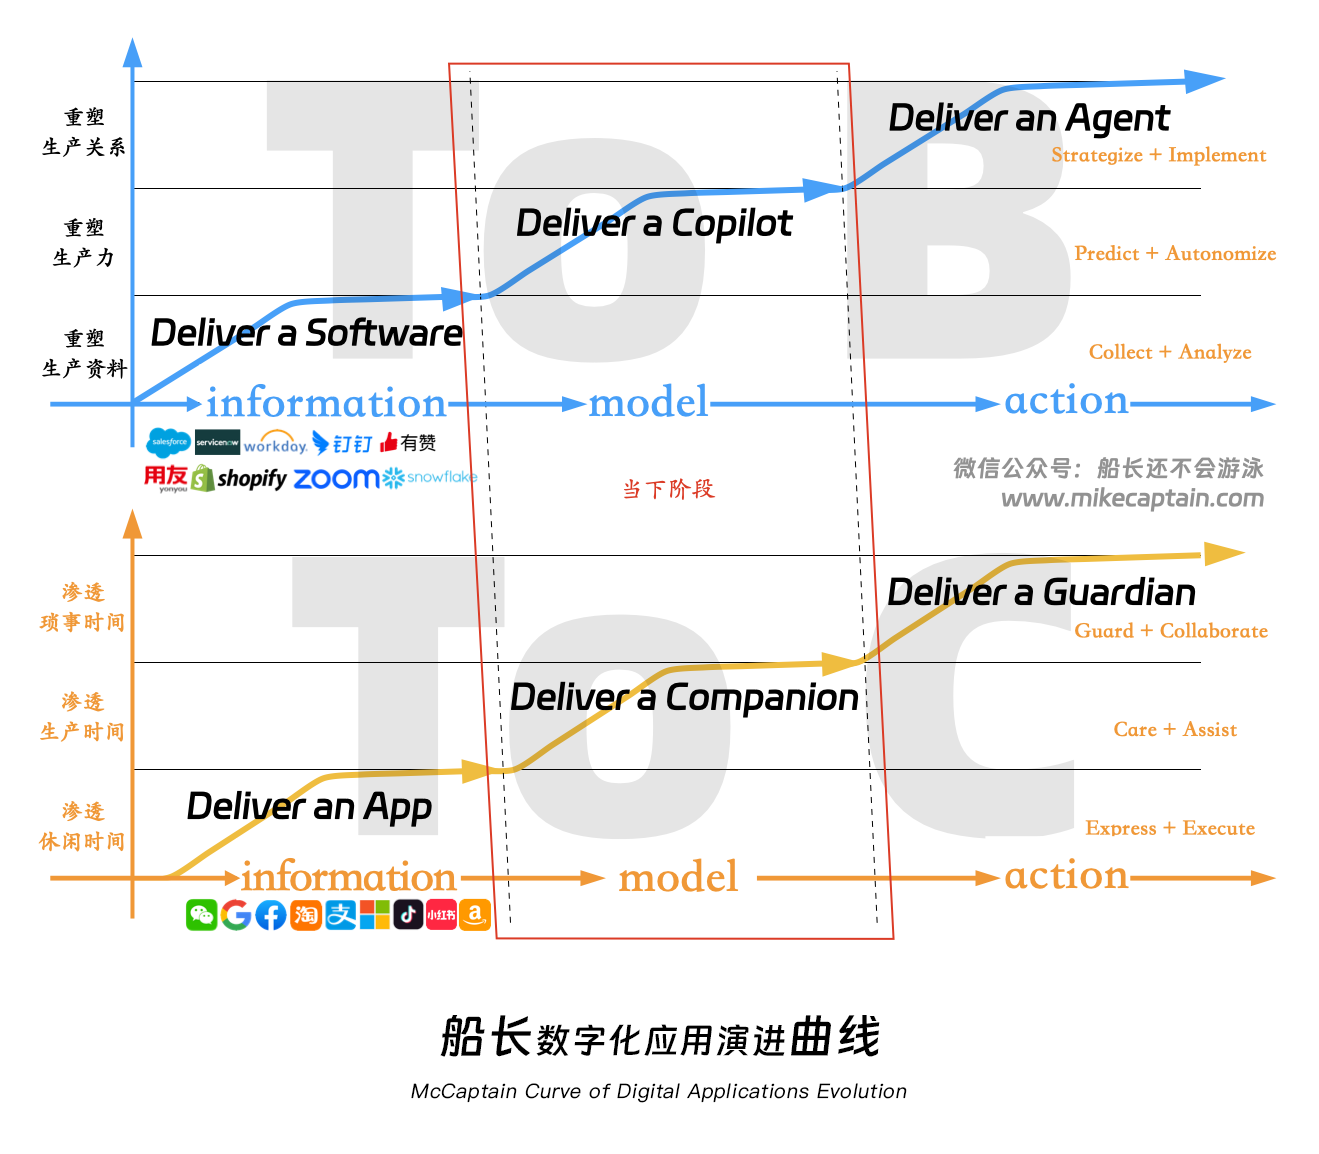 To B
重塑
生产关系
Deliver an Agent
Strategize + Implement
重塑
生产力
Deliver a Copilot
Predict + Autonomize
重塑
生产资料
Deliver a Software
Collect + Analyze
information
model
action
salesforce
servicenow
workday.
钉钉
有赞
用友
yonyou
shopify
zoom
snowflake
当下阶段
微信公众号：船长还不会游泳
www.mikecaptain.com
To C
渗透
琐事时间
Deliver a Guardian
Guard + Collaborate
渗透
生产时间
Deliver a Companion
Care + Assist
渗透
休闲时间
Deliver an App
Express + Execute
information
model
action
淘
支
小红书
a
船长数字化应用演进曲线
McCaptain Curve of Digital Applications Evolution